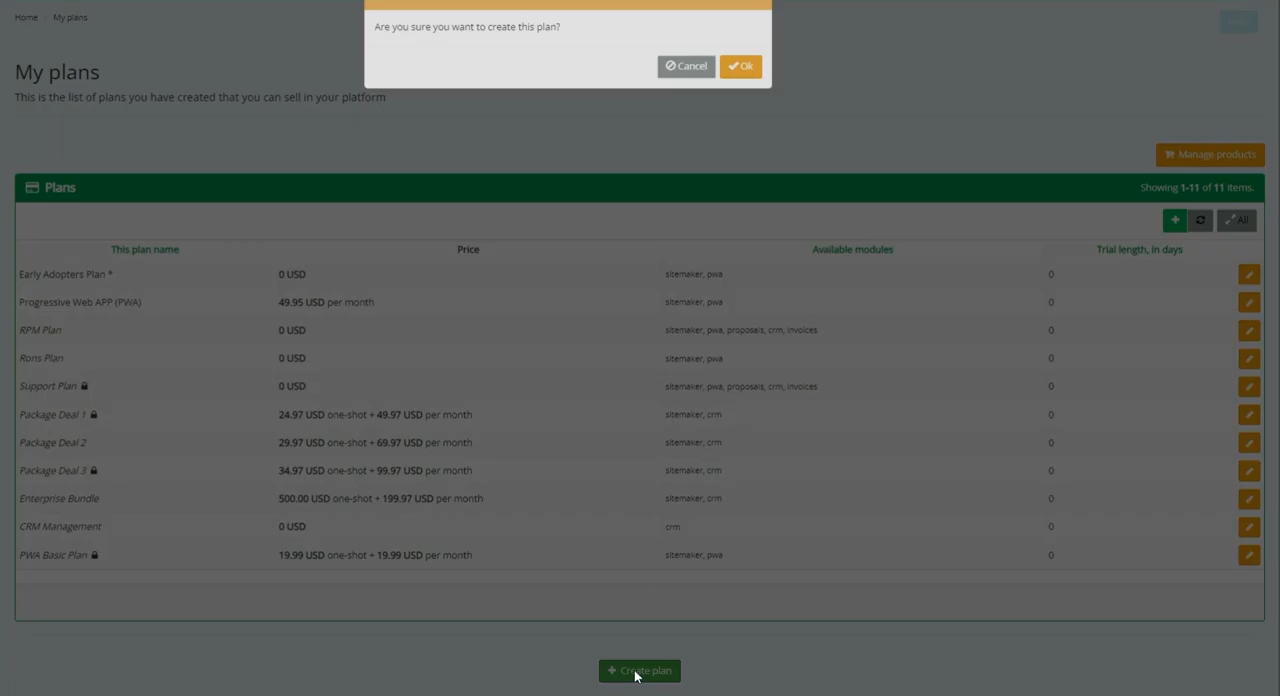 Home / My plans
Are you sure you want to create this plan?
Cancel Ok
My plans
This is the list of plans you have created that you can sell in your platform
Manage products
Plans Showing 1-11 of 11 items.
All
This plan name Price Available modules Trial length, in days
Early Adopters Plan * 0 USD sitemaker, pwa 0
Progressive Web APP (PWA) 49.95 USD per month sitemaker, pwa 0
RPM Plan 0 USD sitemaker, pwa, proposals, crm, invoices 0
Rons Plan 0 USD sitemaker, pwa 0
Support Plan 0 USD sitemaker, pwa, proposals, crm, invoices 0
Package Deal 1 24.97 USD one-shot + 49.97 USD per month sitemaker, crm 0
Package Deal 2 29.97 USD one-shot + 69.97 USD per month sitemaker, crm 0
Package Deal 3 34.97 USD one-shot + 99.97 USD per month sitemaker, crm 0
Enterprise Bundle 500.00 USD one-shot + 199.97 USD per month sitemaker, crm 0
CRM Management 0 USD crm 0
PWA Basic Plan 19.99 USD one-shot + 19.99 USD per month sitemaker, pwa 0
Create plan